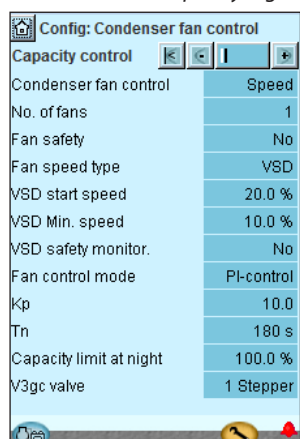 Config: Condenser fan control
Capacity control
Condenser fan control Speed
No. of fans 1
Fan safety No
Fan speed type VSD
VSD start speed 20.0 %
VSD Min. speed 10.0 %
VSD safety monitor. No
Fan control mode PI-control
Kp 10.0
Tn 180 s
Capacity limit at night 100.0 %
V3gc valve 1 Stepper